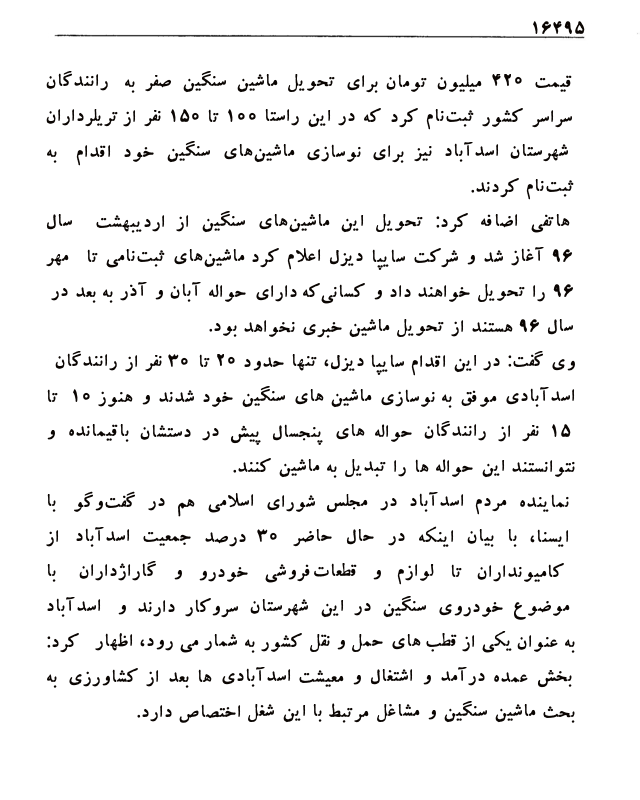 ۱۶۴۹۵
قیمت ۴۲۰ میلیون تومان برای تحویل ماشین سنگین صفر به رانندگان
سراسر کشور ثبت‌نام کرد که در این راستا ۱۰۰ تا ۱۵۰ نفر از تریلرداران
شهرستان اسدآباد نیز برای نوسازی ماشین‌های سنگین خود اقدام به
ثبت‌نام کردند.
هاتفی اضافه کرد: تحویل این ماشین‌های سنگین از اردیبهشت سال
۹۶ آغاز شد و شرکت سایپا دیزل اعلام کرد ماشین‌های ثبت‌نامی تا مهر
۹۶ را تحویل خواهند داد و کسانی‌که دارای حواله آبان و آذر به بعد در
سال ۹۶ هستند از تحویل ماشین خبری نخواهد بود.
وی گفت: در این اقدام سایپا دیزل، تنها حدود ۲۰ تا ۳۰ نفر از رانندگان
اسدآبادی موفق به نوسازی ماشین های سنگین خود شدند و هنوز ۱۰ تا
۱۵ نفر از رانندگان حواله های پنجسال پیش در دستشان باقیمانده و
نتوانستند این حواله ها را تبدیل به ماشین کنند.
نماینده مردم اسدآباد در مجلس شورای اسلامی هم در گفت‌وگو با
ایسنا، با بیان اینکه در حال حاضر ۳۰ درصد جمعیت اسدآباد از
کامیونداران تا لوازم و قطعات‌فروشی خودرو و گاراژداران با
موضوع خودروی سنگین در این شهرستان سروکار دارند و اسدآباد
به عنوان یکی از قطب های حمل و نقل کشور به شمار می رود، اظهار کرد:
بخش عمده درآمد و اشتغال و معیشت اسدآبادی ها بعد از کشاورزی به
بحث ماشین سنگین و مشاغل مرتبط با این شغل اختصاص دارد.